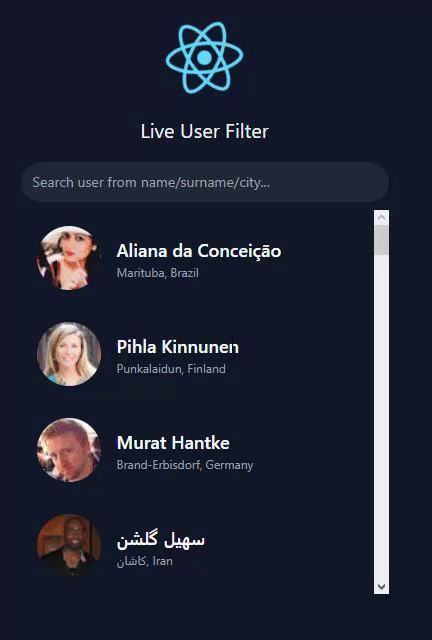 Live User Filter
Search user from name/surname/city...
Aliana da Conceição
Marituba, Brazil
Pihla Kinnunen
Punkalaidun, Finland
Murat Hantke
Brand-Erbisdorf, Germany
سهیل گلشن
کاشان, Iran